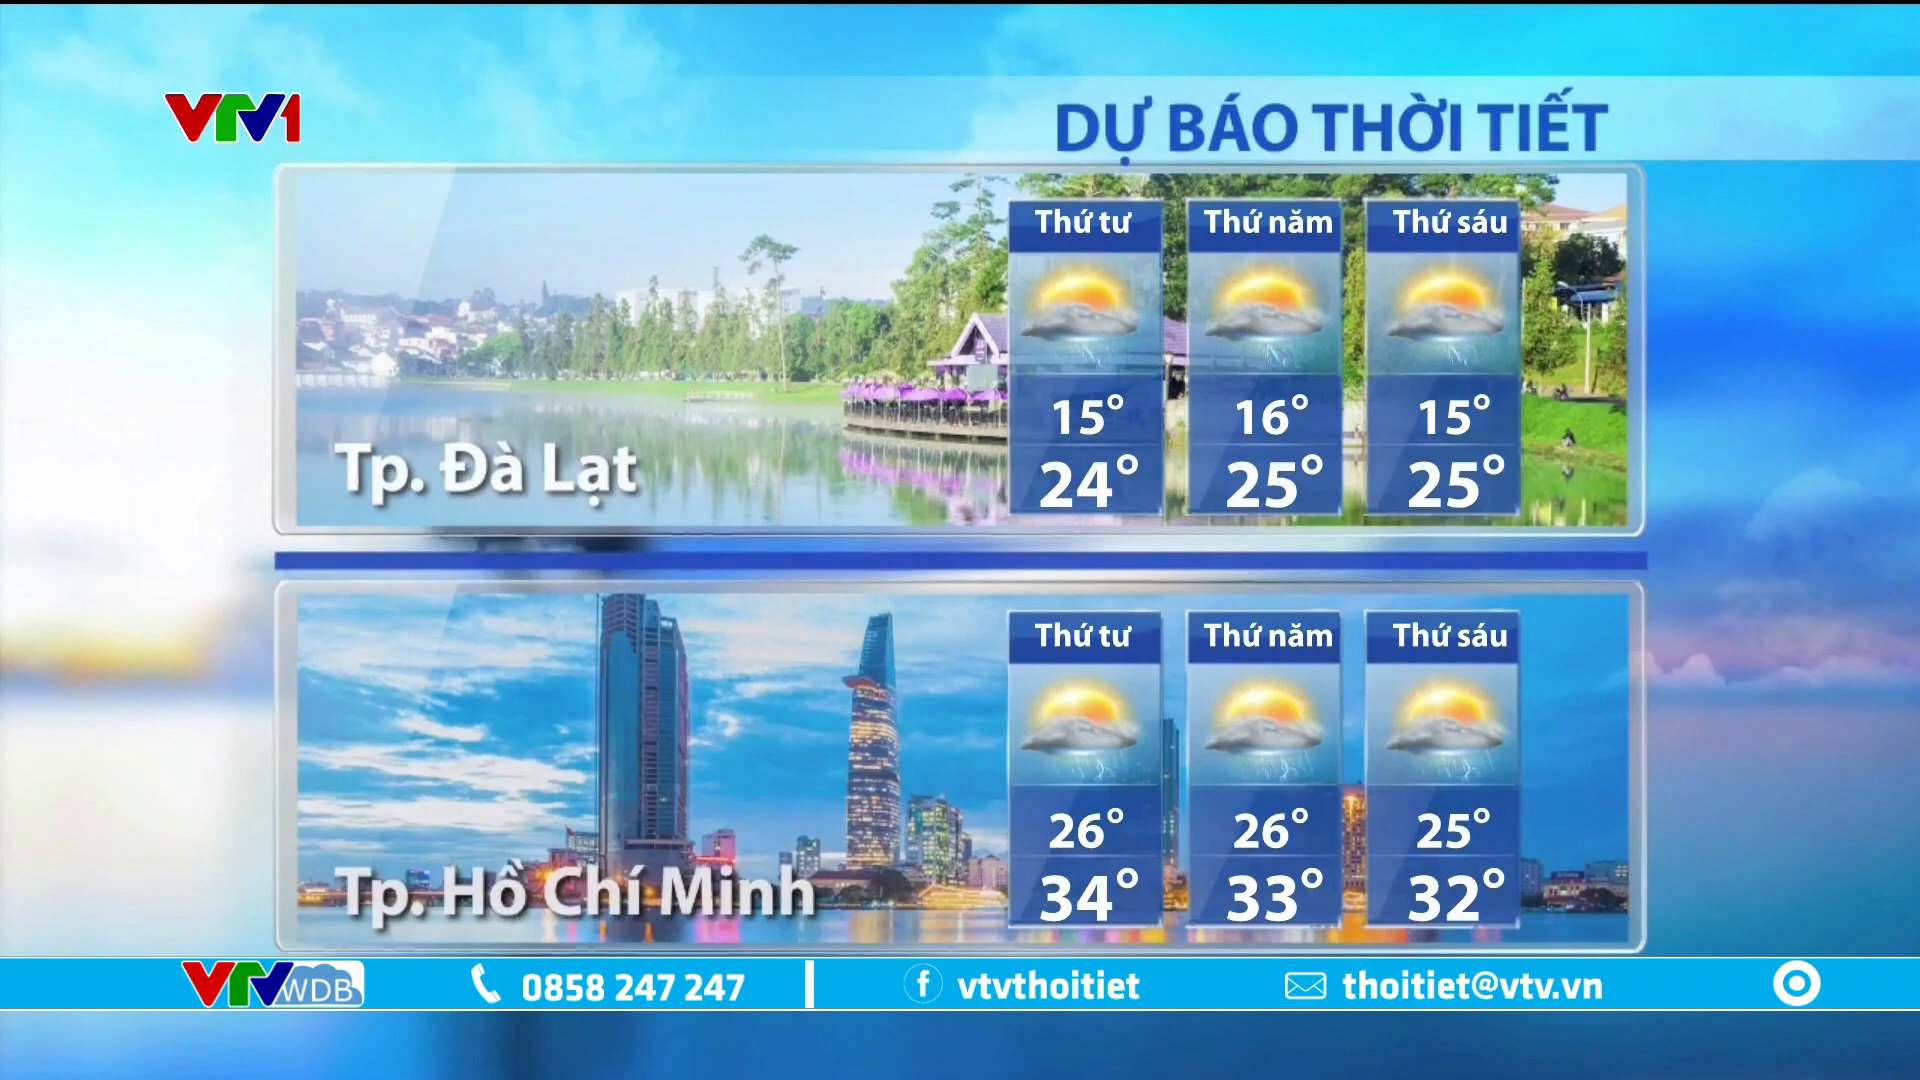 VTV1
DỰ BÁO THỜI TIẾT
Thứ tư Thứ năm Thứ sáu
15° 16° 15°
24° 25° 25°
Tp. Đà Lạt
Thứ tư Thứ năm Thứ sáu
26° 26° 25°
34° 33° 32°
Tp. Hồ Chí Minh
VTV WDB 0858 247 247 vtvthoitiet thoitiet@vtv.vn